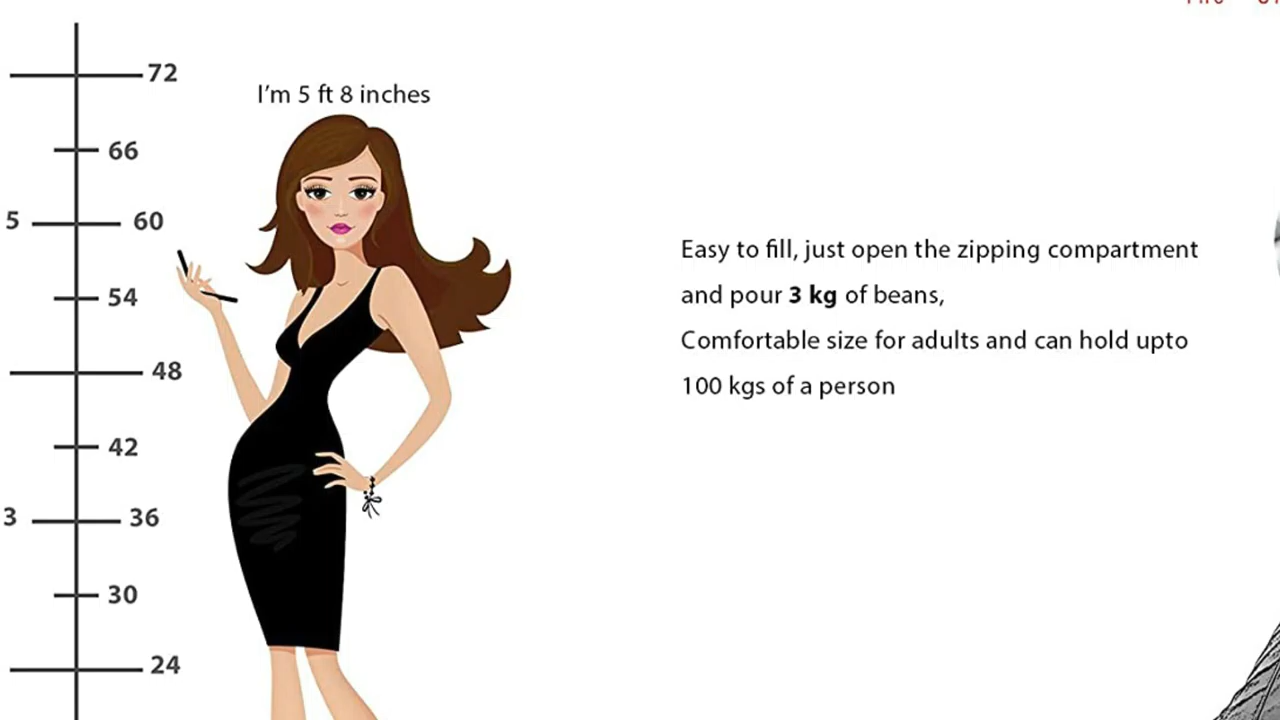 72
I'm 5 ft 8 inches
66
5
60
54
48
42
3
36
30
24
Easy to fill, just open the zipping compartment
and pour 3 kg of beans,
Comfortable size for adults and can hold upto
100 kgs of a person